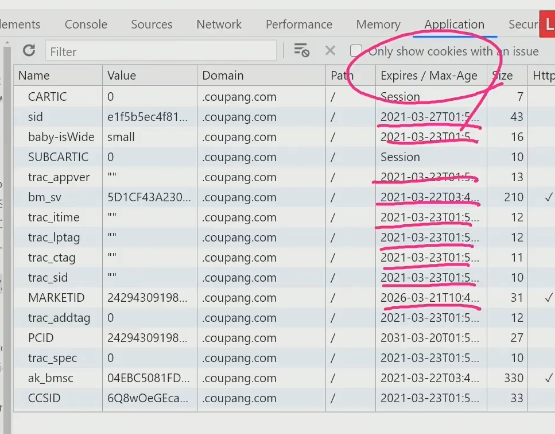 lements Console Sources Network Performance Memory Application Secur L
Filter Only show cookies with an issue
Name Value Domain Path Expires / Max-Age Size Http
CARTIC 0 .coupang.com / Session 7
sid e1f5b5ec4f81... .coupang.com / 2021-03-27T01:5... 43
baby-isWide small .coupang.com / 2021-03-23T01:5... 16
SUBCARTIC 0 .coupang.com / Session 10
trac_appver "" .coupang.com / 2021-03-23T01:5... 13
bm_sv 5D1CF43A230... .coupang.com / 2021-03-22T03:4... 210 ✓
trac_itime "" .coupang.com / 2021-03-23T01:5... 12
trac_lptag "" .coupang.com / 2021-03-23T01:5... 12
trac_ctag "" .coupang.com / 2021-03-23T01:5... 11
trac_sid "" .coupang.com / 2021-03-23T01:5... 10
MARKETID 24294309198... .coupang.com / 2026-03-21T10:4... 31 ✓
trac_addtag 0 .coupang.com / 2021-03-23T01:5... 12
PCID 24294309198... .coupang.com / 2031-03-20T01:5... 27
trac_spec 0 .coupang.com / 2021-03-23T01:5... 10
ak_bmsc 04EBC5081FD... .coupang.com / 2021-03-22T03:4... 330 ✓
CCSID 6Q8wOeGEca... .coupang.com / 2021-03-23T01:5... 33